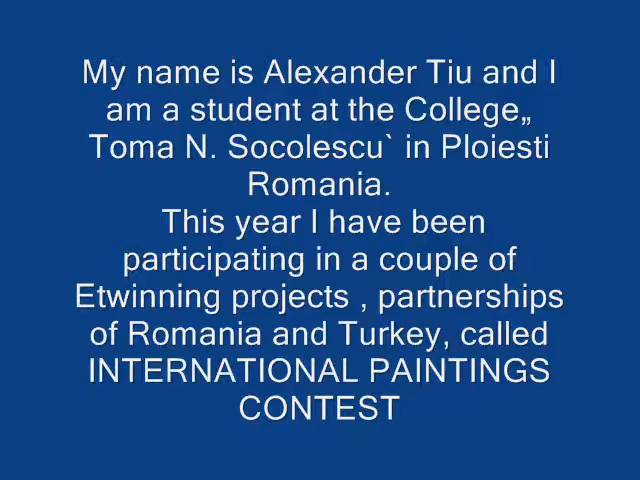 My name is Alexander Tiu and I
am a student at the College„
Toma N. Socolescu` in Ploiesti
Romania.
This year I have been
participating in a couple of
Etwinning projects , partnerships
of Romania and Turkey, called
INTERNATIONAL PAINTINGS
CONTEST